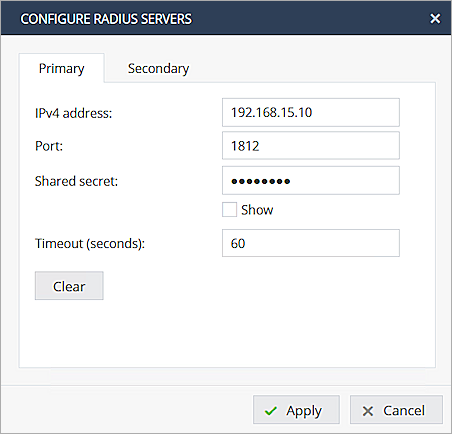 CONFIGURE RADIUS SERVERS
Primary Secondary
IPv4 address: 192.168.15.10
Port: 1812
Shared secret: ●●●●●●●●
Show
Timeout (seconds): 60
Clear
Apply Cancel